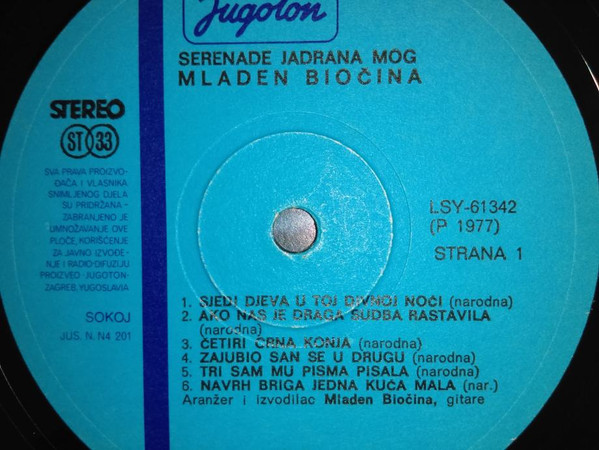 Jugoton
SERENADE JADRANA MOG
MLADEN BIOČINA
STEREO
ST 33
SVA PRAVA PROIZVO-
ĐAČA I VLASNIKA
SNIMLJENOG DJELA
SU PRIDRŽANA –
ZABRANJENO JE
UMNOŽAVANJE OVE
PLOČE, KORIŠĆENJE
ZA JAVNO IZVOĐE-
NJE I RADIO-DIFUZIJU
PROIZVEO - JUGOTON -
ZAGREB, YUGOSLAVIA
SOKOJ
JUS. N. N4 201
LSY-61342
(P 1977)
STRANA 1
1. SJEDI DJEVA U TOJ DIVNOJ NOĆI (narodna)
2. AKO NAS JE DRAGA SUDBA RASTAVILA
(narodna)
3. ČETIRI CRNA KONJA (narodna)
4. ZAJUBIO SAN SE U DRUGU (narodna)
5. TRI SAM MU PISMA PISALA (narodna)
6. NAVRH BRIGA JEDNA KUĆA MALA (nar.)
Aranžer i izvodilac Mladen Biočina, gitare